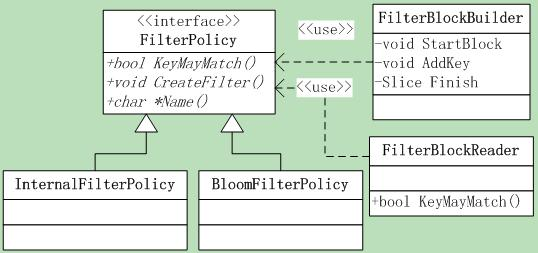 <<interface>>
FilterPolicy
+bool KeyMayMatch()
+void CreateFilter()
+char *Name()
<<use>>
<<use>>
FilterBlockBuilder
-void StartBlock
-void AddKey
-Slice Finish
FilterBlockReader
+bool KeyMayMatch()
InternalFilterPolicy
BloomFilterPolicy